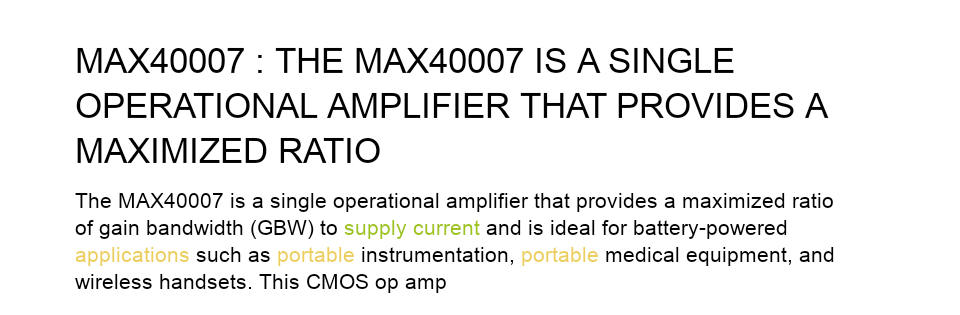 MAX40007 : THE MAX40007 IS A SINGLE
OPERATIONAL AMPLIFIER THAT PROVIDES A
MAXIMIZED RATIO
The MAX40007 is a single operational amplifier that provides a maximized ratio
of gain bandwidth (GBW) to supply current and is ideal for battery-powered
applications such as portable instrumentation, portable medical equipment, and
wireless handsets. This CMOS op amp